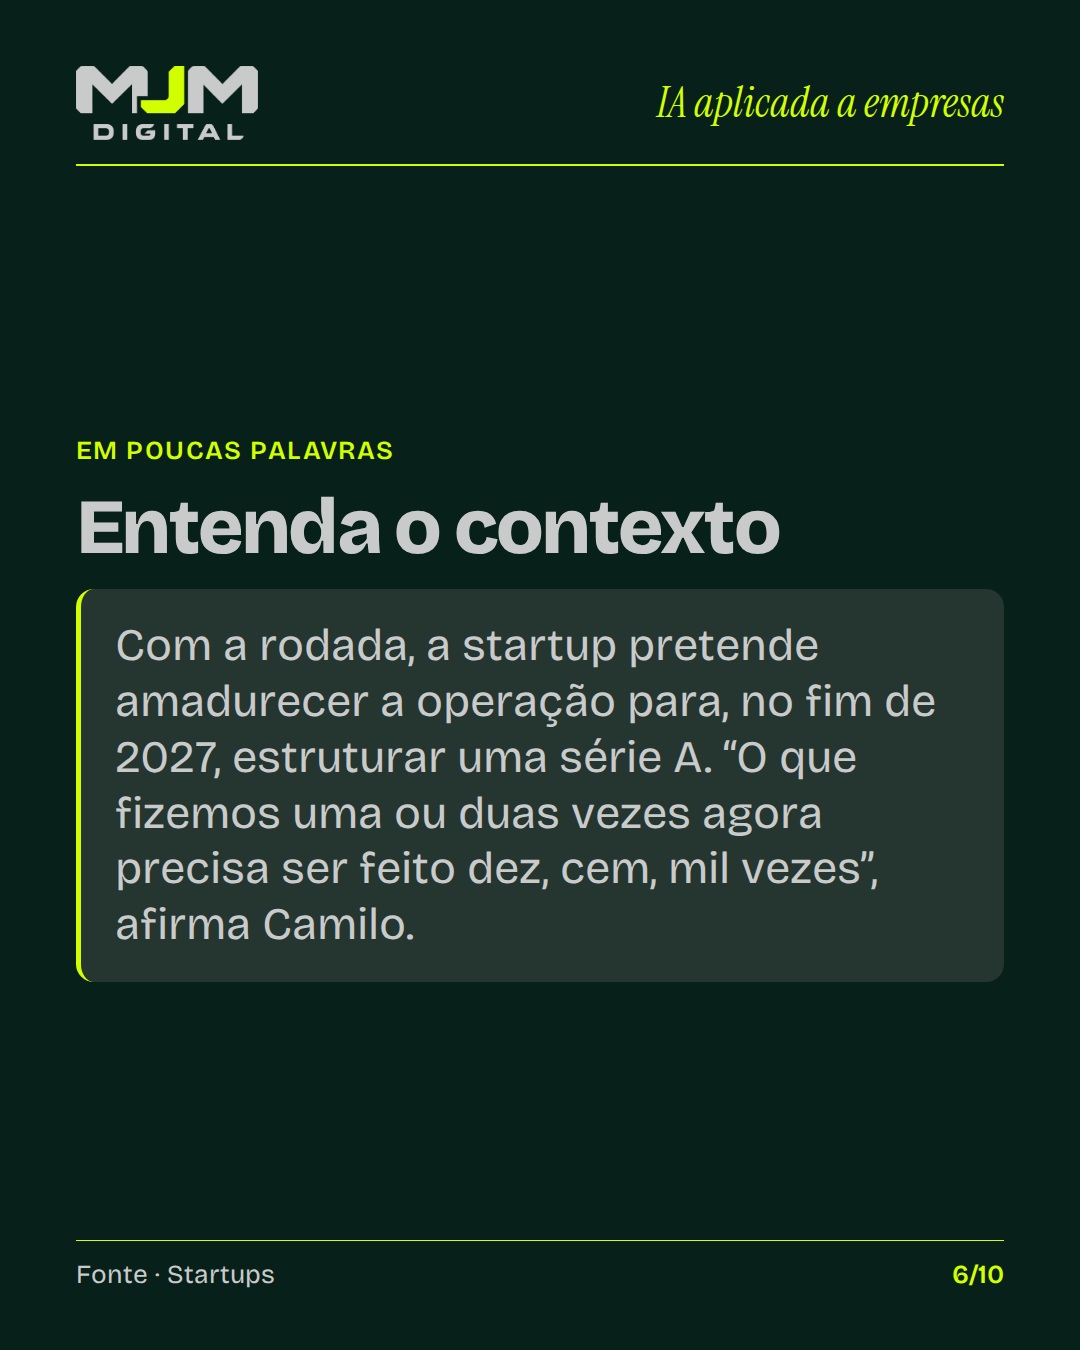 MJM
DIGITAL
IA aplicada a empresas
EM POUCAS PALAVRAS
Entenda o contexto
Com a rodada, a startup pretende
amadurecer a operação para, no fim de
2027, estruturar uma série A. “O que
fizemos uma ou duas vezes agora
precisa ser feito dez, cem, mil vezes”,
afirma Camilo.
Fonte · Startups
6/10